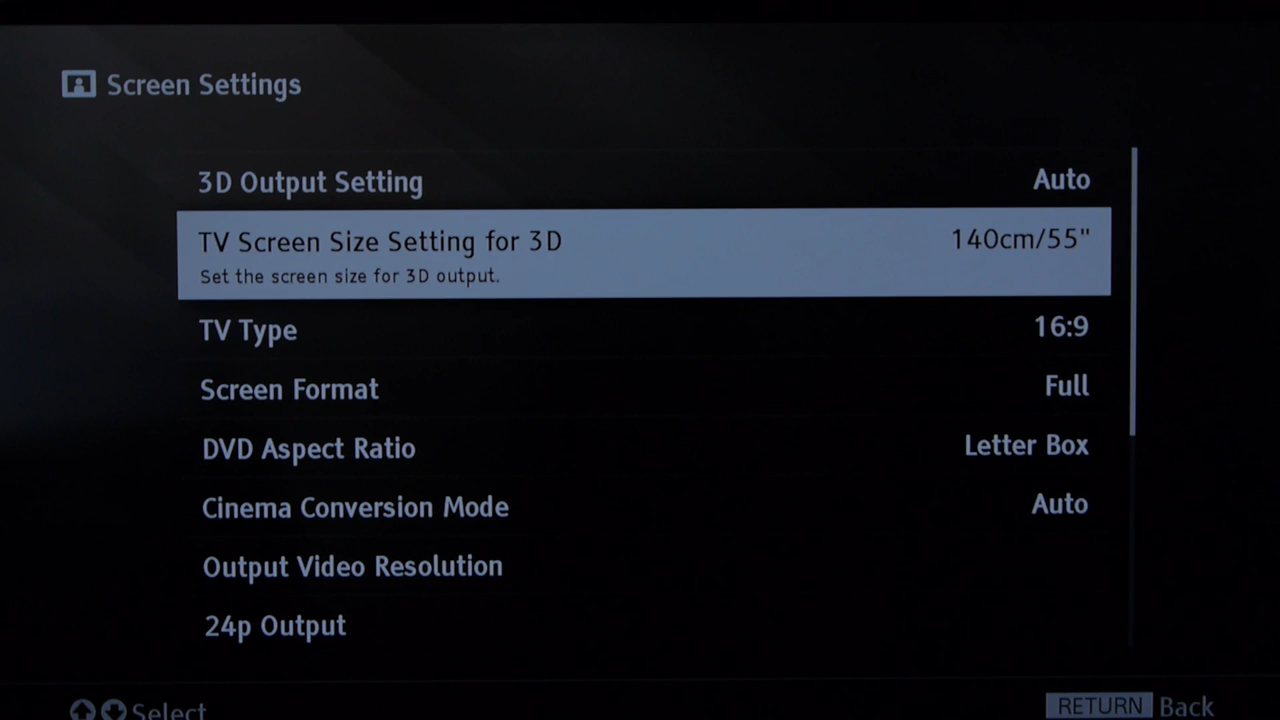 Screen Settings
3D Output Setting Auto
TV Screen Size Setting for 3D 140cm/55"
Set the screen size for 3D output.
TV Type 16:9
Screen Format Full
DVD Aspect Ratio Letter Box
Cinema Conversion Mode Auto
Output Video Resolution
24p Output
Select RETURN Back